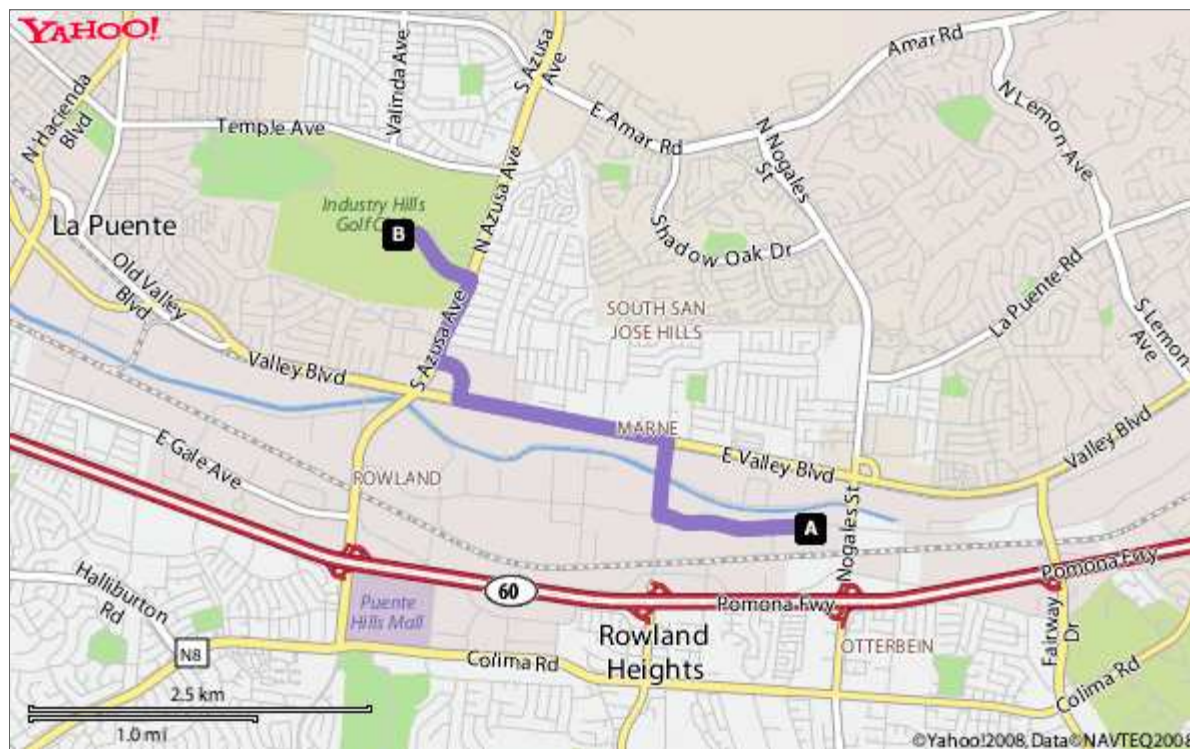 YAHOO!
S Azusa
Ave
Amar Rd
N Hacienda
Blvd
Valinda Ave
Temple Ave
E Amar Rd
N Nogales
St
N Lemon Ave
Industry Hills
Golf C
B
N Azusa Ave
La Puente
Shadow Oak Dr
Old Valley
Blvd
La Puente Rd
SOUTH SAN
JOSE HILLS
S Lemon
Ave
S Azusa Ave
Valley Blvd
MARNE
E Valley Blvd
Valley Blvd
E Gale Ave
ROWLAND
A
Nogales St
60
Pomona Fwy
Pomona Fwy
Halliburton
Rd
Puente
Hills Mall
Rowland
Heights
OTTERBEIN
Fairway
Dr
N8
Colima Rd
Colima Rd
2.5 km
1.0 mi
©Yahoo!2008, Data©NAVTEQ2008